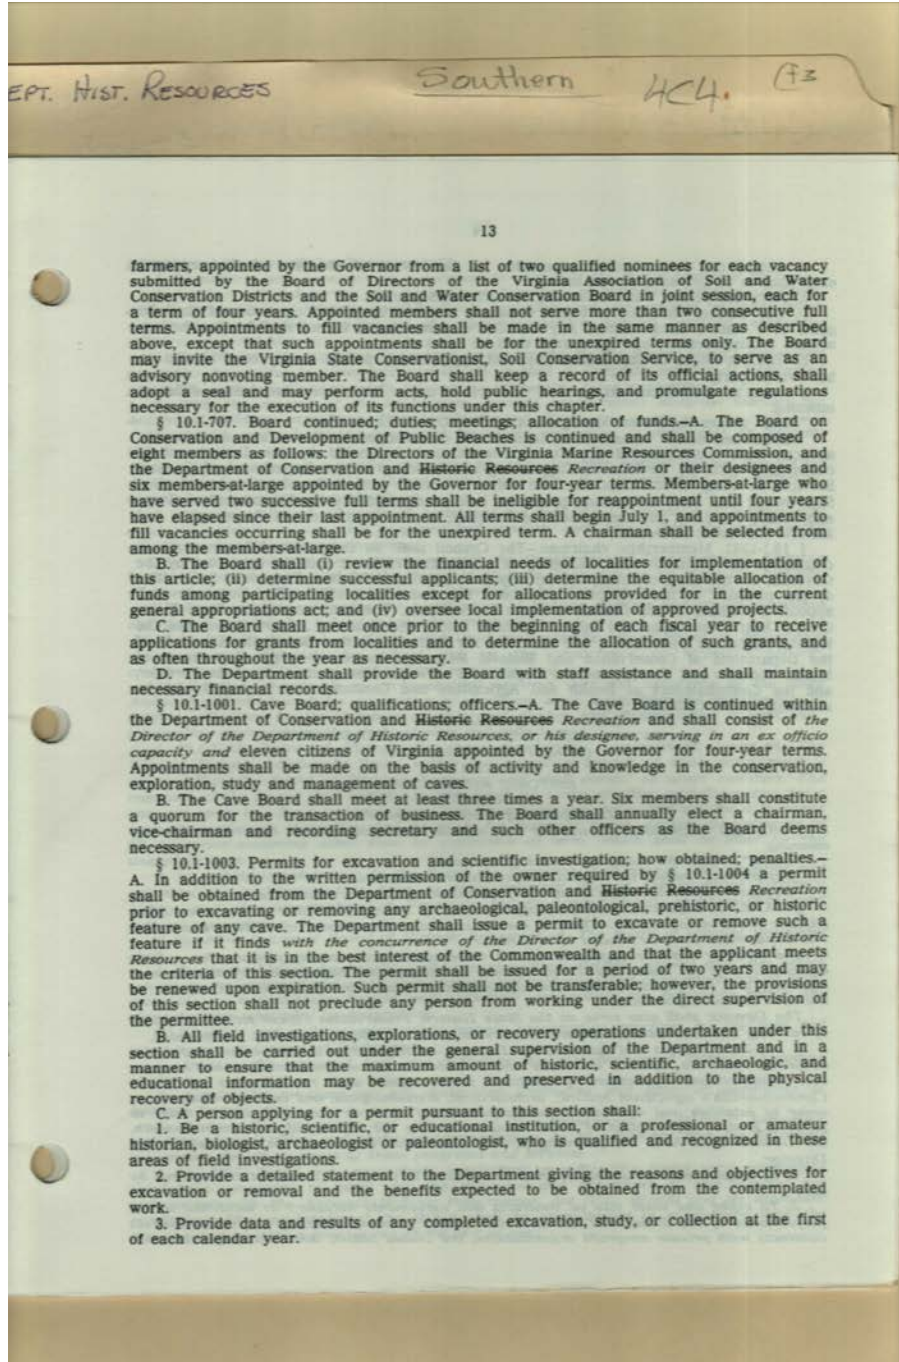 EPT. HIST. RESOURCES Southern 4C4. (f3
13
farmers, appointed by the Governor from a list of two qualified nominees for each vacancy
submitted by the Board of Directors of the Virginia Association of Soil and Water
Conservation Districts and the Soil and Water Conservation Board in joint session, each for
a term of four years. Appointed members shall not serve more than two consecutive full
terms. Appointments to fill vacancies shall be made in the same manner as described
above, except that such appointments shall be for the unexpired terms only. The Board
may invite the Virginia State Conservationist, Soil Conservation Service, to serve as an
advisory nonvoting member. The Board shall keep a record of its official actions, shall
adopt a seal and may perform acts, hold public hearings, and promulgate regulations
necessary for the execution of its functions under this chapter.
§ 10.1-707. Board continued; duties; meetings; allocation of funds.–A. The Board on
Conservation and Development of Public Beaches is continued and shall be composed of
eight members as follows: the Directors of the Virginia Marine Resources Commission, and
the Department of Conservation and Historic Resources Recreation or their designees and
six members-at-large appointed by the Governor for four-year terms. Members-at-large who
have served two successive full terms shall be ineligible for reappointment until four years
have elapsed since their last appointment. All terms shall begin July 1, and appointments to
fill vacancies occurring shall be for the unexpired term. A chairman shall be selected from
among the members-at-large.
B. The Board shall (i) review the financial needs of localities for implementation of
this article; (ii) determine successful applicants; (iii) determine the equitable allocation of
funds among participating localities except for allocations provided for in the current
general appropriations act; and (iv) oversee local implementation of approved projects.
C. The Board shall meet once prior to the beginning of each fiscal year to receive
applications for grants from localities and to determine the allocation of such grants, and
as often throughout the year as necessary.
D. The Department shall provide the Board with staff assistance and shall maintain
necessary financial records.
§ 10.1-1001. Cave Board; qualifications; officers.–A. The Cave Board is continued within
the Department of Conservation and Historic Resources Recreation and shall consist of the
Director of the Department of Historic Resources, or his designee, serving in an ex officio
capacity and eleven citizens of Virginia appointed by the Governor for four-year terms.
Appointments shall be made on the basis of activity and knowledge in the conservation,
exploration, study and management of caves.
B. The Cave Board shall meet at least three times a year. Six members shall constitute
a quorum for the transaction of business. The Board shall annually elect a chairman,
vice-chairman and recording secretary and such other officers as the Board deems
necessary.
§ 10.1-1003. Permits for excavation and scientific investigation; how obtained; penalties.–
A. In addition to the written permission of the owner required by § 10.1-1004 a permit
shall be obtained from the Department of Conservation and Historic Resources Recreation
prior to excavating or removing any archaeological, paleontological, prehistoric, or historic
feature of any cave. The Department shall issue a permit to excavate or remove such a
feature if it finds with the concurrence of the Director of the Department of Historic
Resources that it is in the best interest of the Commonwealth and that the applicant meets
the criteria of this section. The permit shall be issued for a period of two years and may
be renewed upon expiration. Such permit shall not be transferable; however, the provisions
of this section shall not preclude any person from working under the direct supervision of
the permittee.
B. All field investigations, explorations, or recovery operations undertaken under this
section shall be carried out under the general supervision of the Department and in a
manner to ensure that the maximum amount of historic, scientific, archaeologic, and
educational information may be recovered and preserved in addition to the physical
recovery of objects.
C. A person applying for a permit pursuant to this section shall:
1. Be a historic, scientific, or educational institution, or a professional or amateur
historian, biologist, archaeologist or paleontologist, who is qualified and recognized in these
areas of field investigations.
2. Provide a detailed statement to the Department giving the reasons and objectives for
excavation or removal and the benefits expected to be obtained from the contemplated
work.
3. Provide data and results of any completed excavation, study, or collection at the first
of each calendar year.